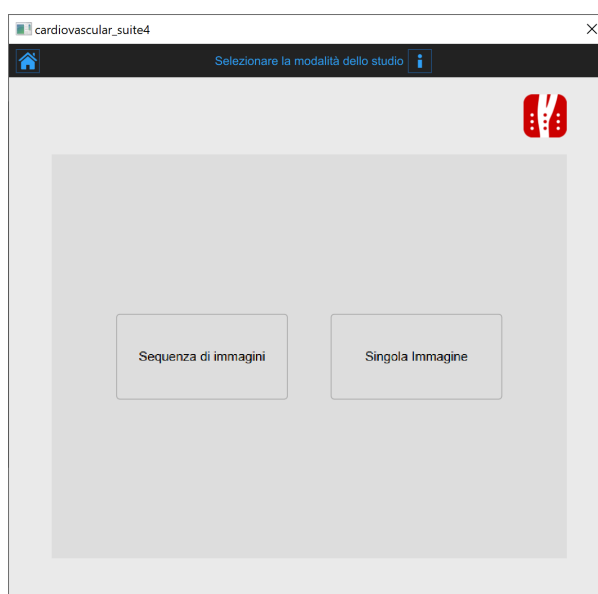 cardiovascular_suite4
Selezionare la modalità dello studio
Sequenza di immagini
Singola Immagine